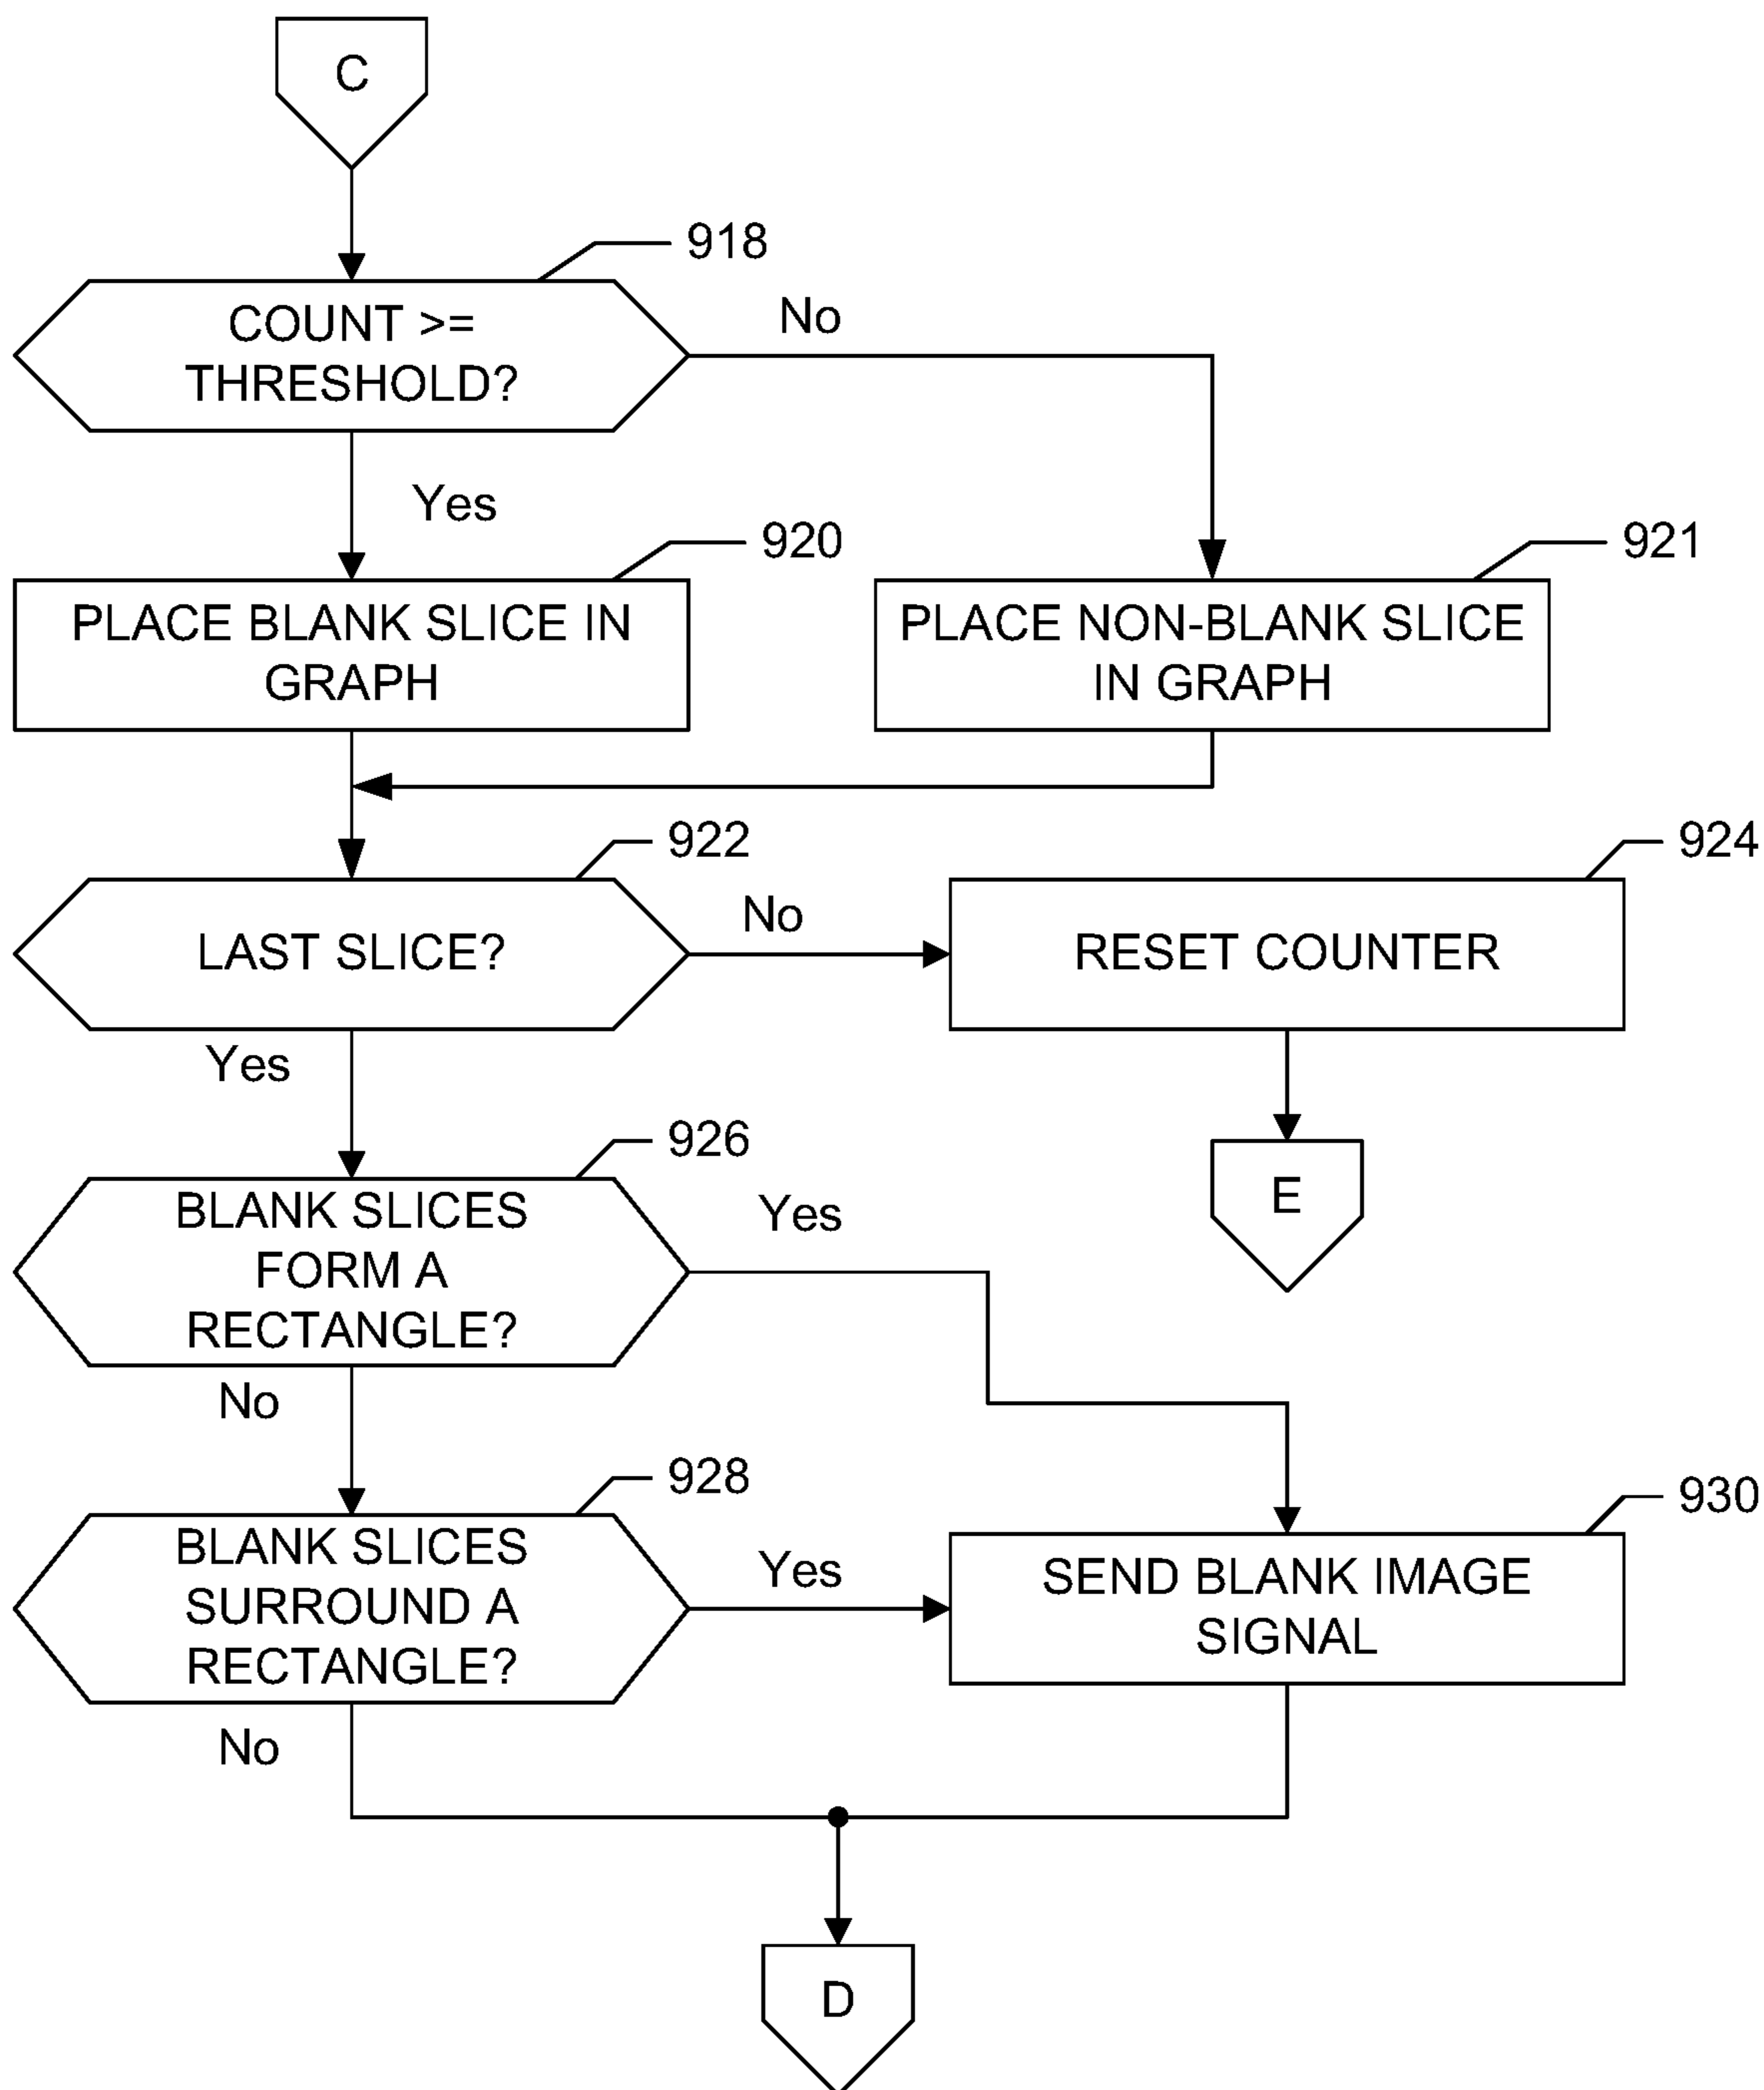 C
918
COUNT >=
THRESHOLD?
No
Yes
920
PLACE BLANK SLICE IN
GRAPH
921
PLACE NON-BLANK SLICE
IN GRAPH
922
LAST SLICE?
No
924
RESET COUNTER
Yes
E
926
BLANK SLICES
FORM A
RECTANGLE?
Yes
No
928
BLANK SLICES
SURROUND A
RECTANGLE?
Yes
930
SEND BLANK IMAGE
SIGNAL
No
D